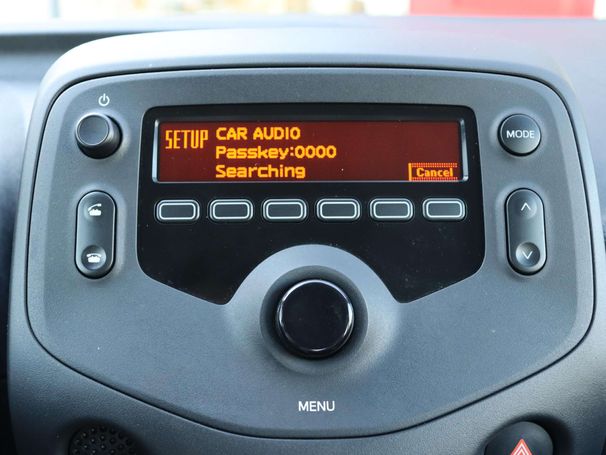 SETUP CAR AUDIO
Passkey:0000
Searching
Cancel
MODE
MENU